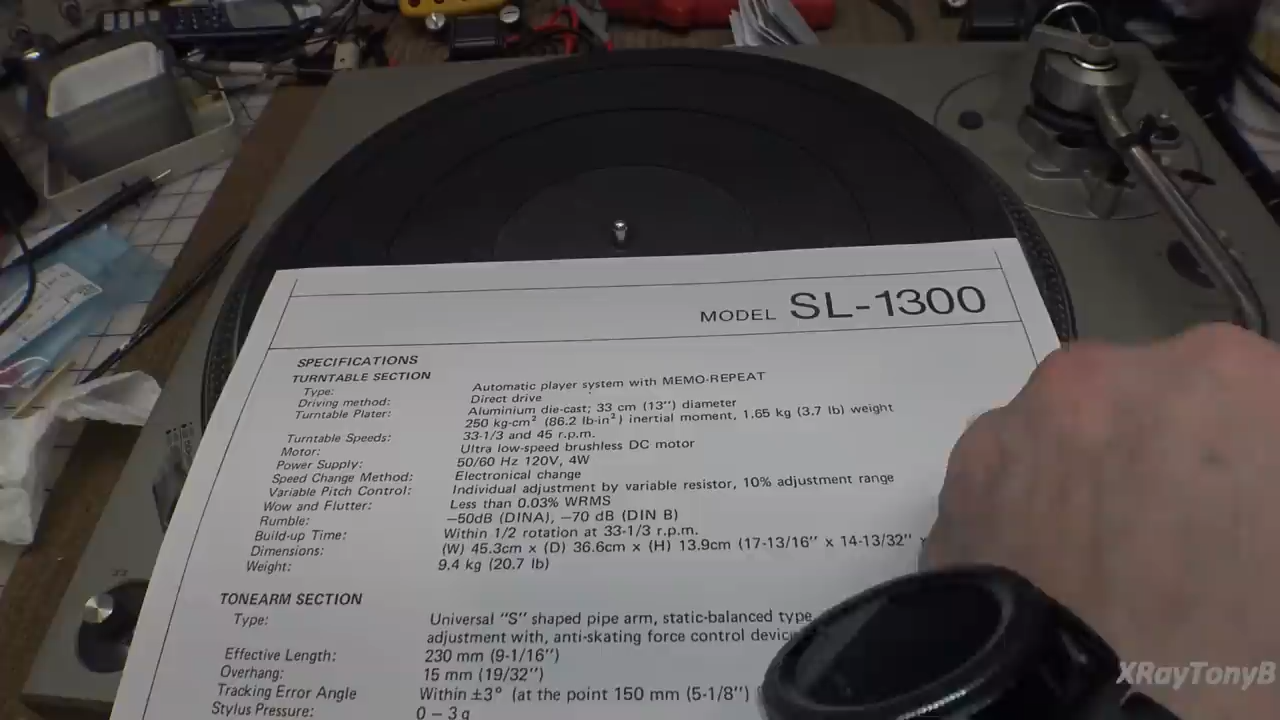 MODEL SL-1300
SPECIFICATIONS
TURNTABLE SECTION
Type: Automatic player system with MEMO-REPEAT
Driving method: Direct drive
Turntable Plater: Aluminium die-cast; 33 cm (13") diameter
250 kg-cm² (86.2 lb-in²) inertial moment, 1.65 kg (3.7 lb) weight
Turntable Speeds: 33-1/3 and 45 r.p.m.
Motor: Ultra low-speed brushless DC motor
Power Supply: 50/60 Hz 120V, 4W
Speed Change Method: Electronical change
Variable Pitch Control: Individual adjustment by variable resistor, 10% adjustment range
Wow and Flutter: Less than 0.03% WRMS
Rumble: −50dB (DINA), −70 dB (DIN B)
Build-up Time: Within 1/2 rotation at 33-1/3 r.p.m.
Dimensions: (W) 45.3cm x (D) 36.6cm x (H) 13.9cm (17-13/16" x 14-13/32" x
Weight: 9.4 kg (20.7 lb)
TONEARM SECTION
Type: Universal "S" shaped pipe arm, static-balanced type
adjustment with, anti-skating force control device
Effective Length: 230 mm (9-1/16")
Overhang: 15 mm (19/32")
Tracking Error Angle Within ±3° (at the point 150 mm (5-1/8")
Stylus Pressure: 0 – 3 g
33
XRayTonyB